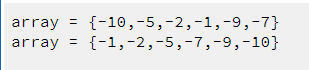 array = {-10,-5,-2,-1,-9,-7}
array = {-1,-2,-5,-7,-9,-10}